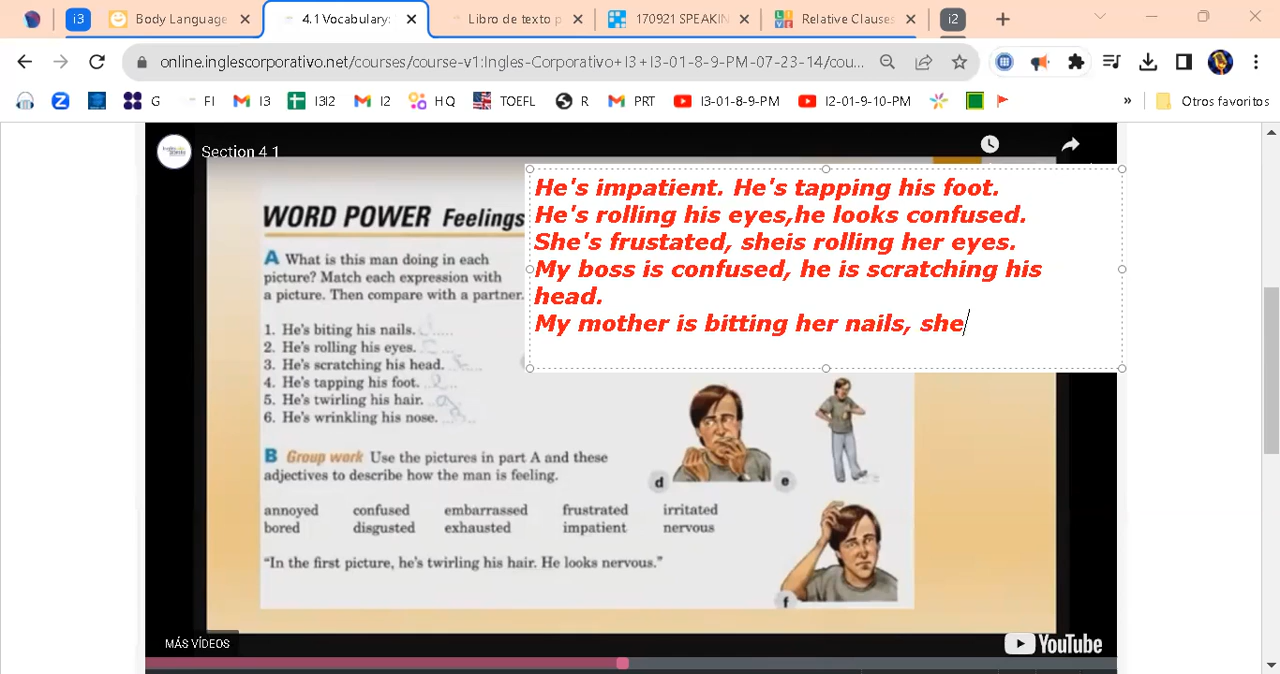 i3
Body Language
4.1 Vocabulary:
Libro de texto p
170921 SPEAKIN
Relative Clauses
i2
online.inglescorporativo.net/courses/course-v1:Ingles-Corporativo+I3+I3-01-8-9-PM-07-23-14/cou...
G
FI
I3
I3I2
I2
HQ
TOEFL
R
PRT
I3-01-8-9-PM
I2-01-9-10-PM
»
Otros favoritos
Section 4 1
He's impatient. He's tapping his foot.
He's rolling his eyes,he looks confused.
She's frustated, sheis rolling her eyes.
My boss is confused, he is scratching his
head.
My mother is bitting her nails, she
WORD POWER Feelings
A What is this man doing in each
picture? Match each expression with
a picture. Then compare with a partner.
1. He's biting his nails.
2. He's rolling his eyes.
3. He's scratching his head.
4. He's tapping his foot.
5. He's twirling his hair.
6. He's wrinkling his nose.
B Group work Use the pictures in part A and these
adjectives to describe how the man is feeling.
annoyed confused embarrassed frustrated irritated
bored disgusted exhausted impatient nervous
"In the first picture, he's twirling his hair. He looks nervous."
d
e
f
MÁS VÍDEOS
YouTube